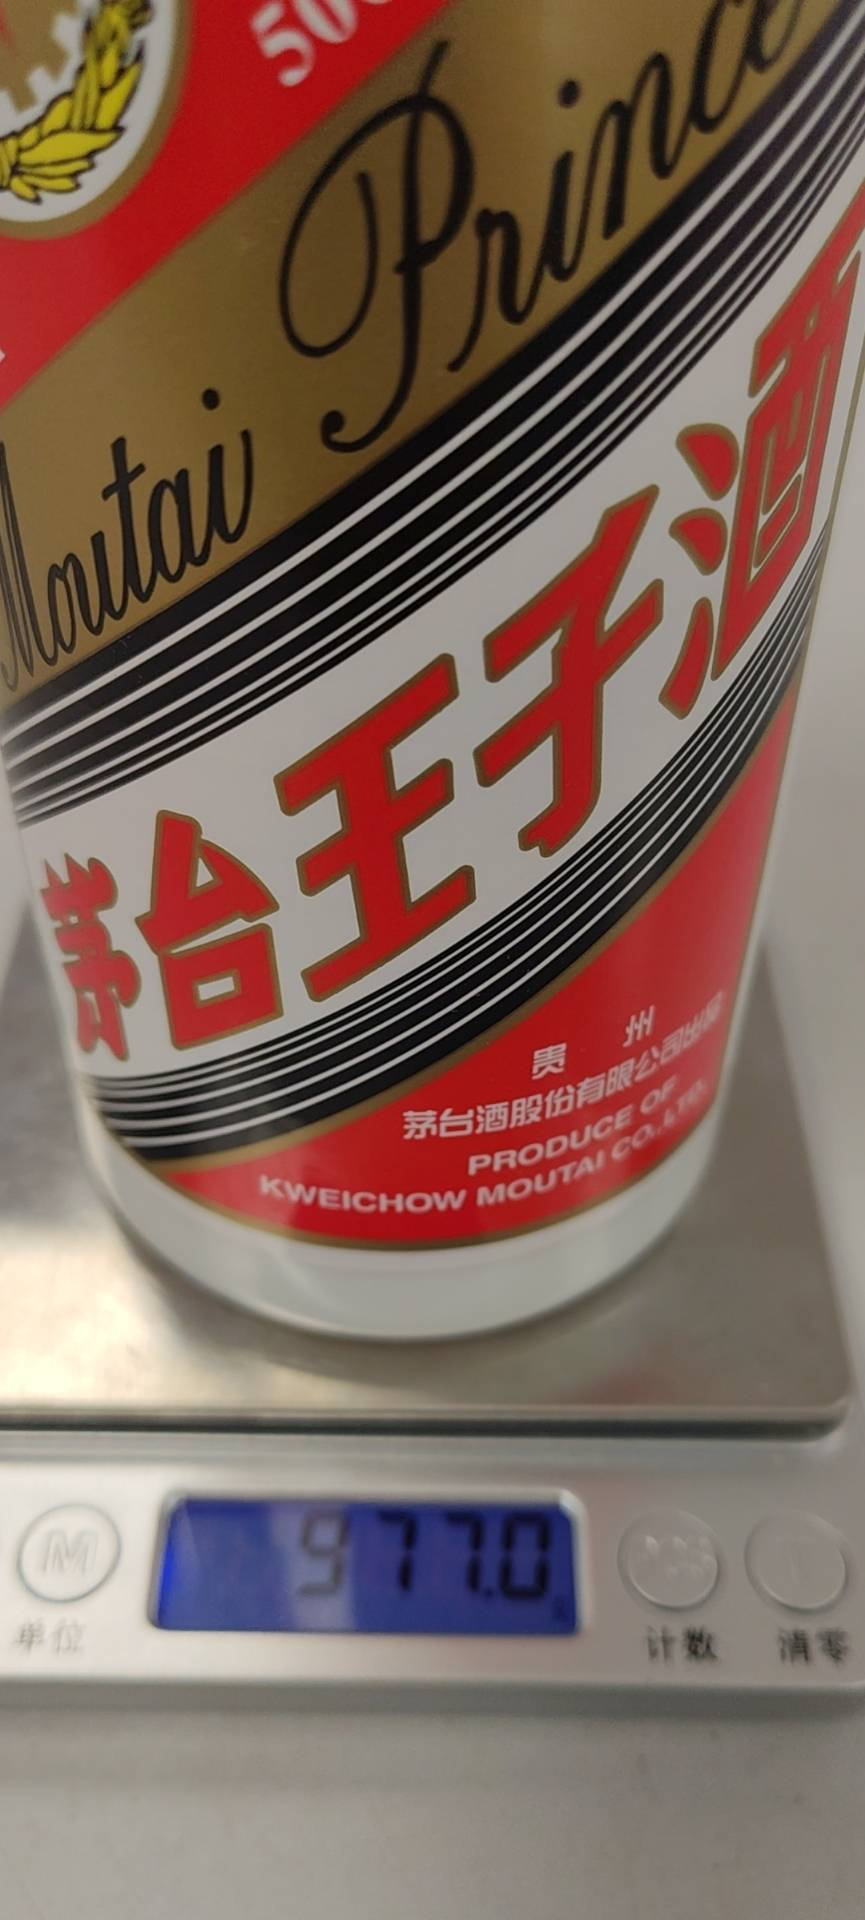 500
Moutai Prince
茅台王子酒
贵州
茅台酒股份有限公司出品
PRODUCE OF
KWEICHOW MOUTAI CO.,LTD.
977.0
M
单位
计数
清零